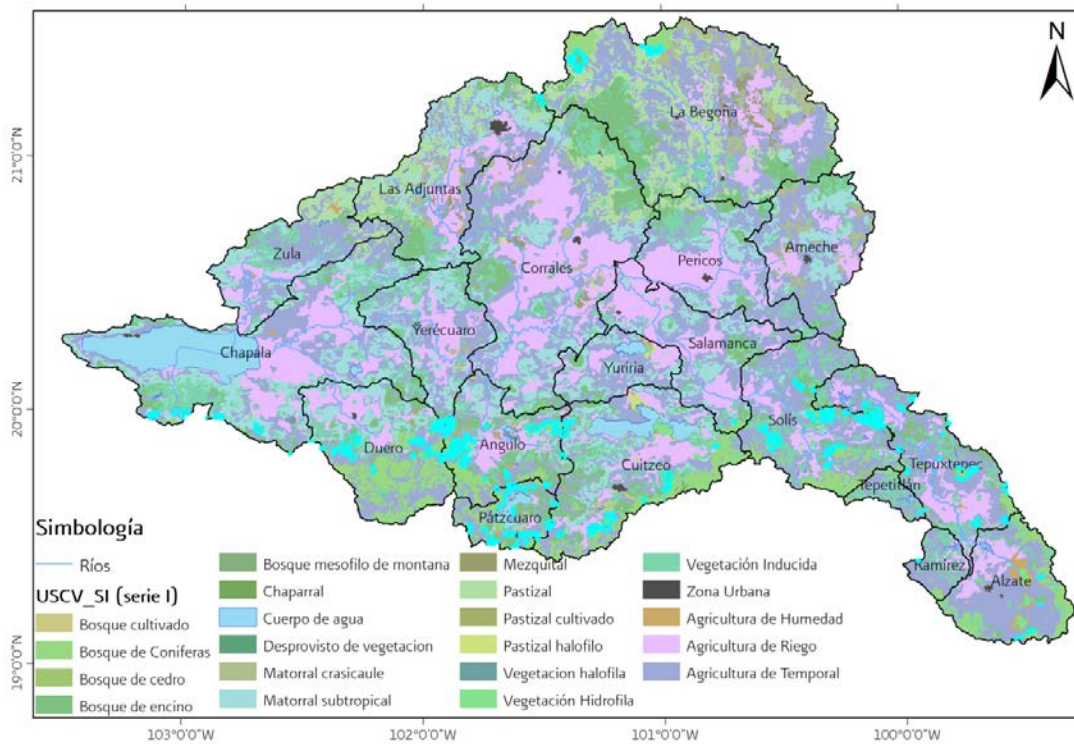 N
21°0'0"N
20°0'0"N
19°0'0"N
La Begoña
Las Adjuntas
Zula
Ameche
Corrales
Pericos
Yerécuaro
Chapala
Salamanca
Yuriria
Solís
Duero
Angulo
Cuitzeo
Tepuxtepec
Tepetitlán
Pátzcuaro
Ramírez
Alzate
Simbología
Ríos
USCV_SI (serie I)
Bosque cultivado
Bosque de Coniferas
Bosque de cedro
Bosque de encino
Bosque mesofilo de montana
Chaparral
Cuerpo de agua
Desprovisto de vegetacion
Matorral crasicaule
Matorral subtropical
Mezquital
Pastizal
Pastizal cultivado
Pastizal halofilo
Vegetacion halofila
Vegetación Hidrofila
Vegetación Inducida
Zona Urbana
Agricultura de Humedad
Agricultura de Riego
Agricultura de Temporal
103°0'0"W
102°0'0"W
101°0'0"W
100°0'0"W